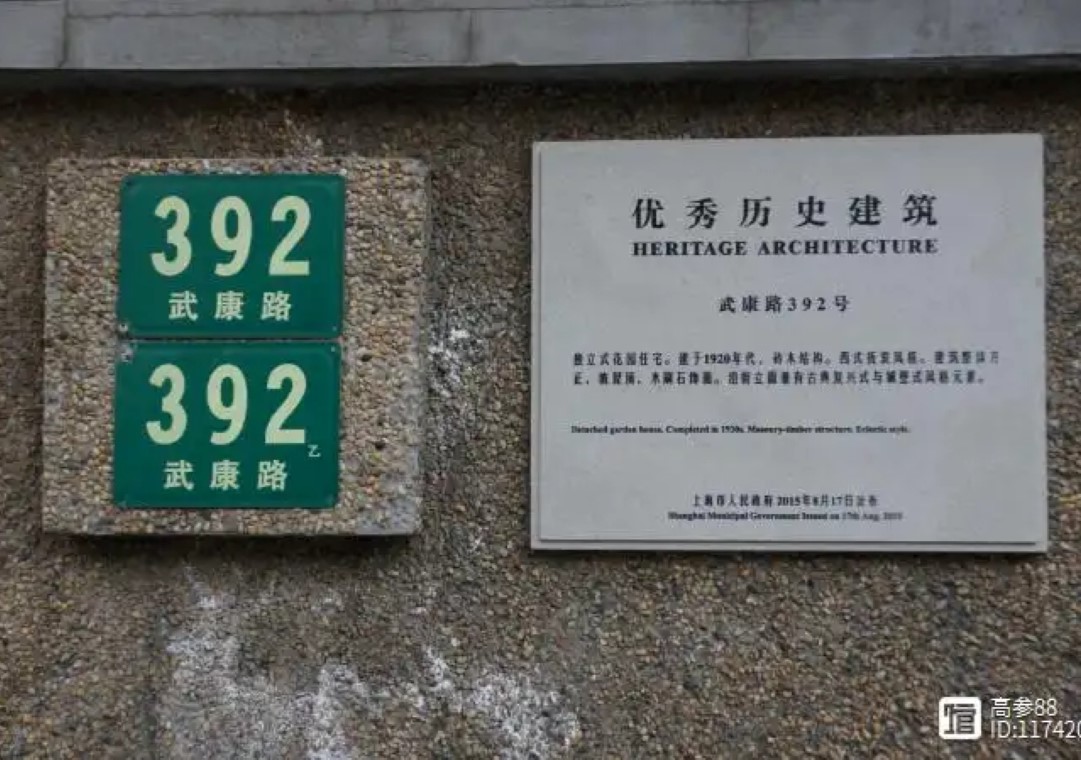 392
武康路
392
乙
武康路
优秀历史建筑
HERITAGE ARCHITECTURE
武康路392号
独立式花园住宅。建于1920年代，砖木结构。西式折衷风格。建筑整体方
正，坡屋顶，水刷石饰面。沿街立面兼有古典复兴式与城堡式风格元素。
Detached garden house. Completed in 1920s. Masonry-timber structure. Eclectic style.
上海市人民政府 2015年8月17日公布
Shanghai Municipal Government Issued on 17th Aug. 2015
高参88
ID:117420